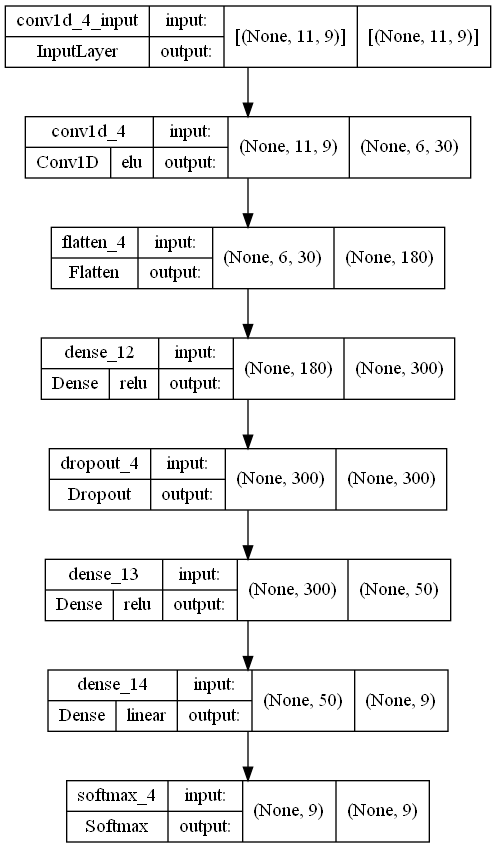 conv1d_4_input input: [(None, 11, 9)] [(None, 11, 9)]
InputLayer output:
conv1d_4 input: (None, 11, 9) (None, 6, 30)
Conv1D elu output:
flatten_4 input: (None, 6, 30) (None, 180)
Flatten output:
dense_12 input: (None, 180) (None, 300)
Dense relu output:
dropout_4 input: (None, 300) (None, 300)
Dropout output:
dense_13 input: (None, 300) (None, 50)
Dense relu output:
dense_14 input: (None, 50) (None, 9)
Dense linear output:
softmax_4 input: (None, 9) (None, 9)
Softmax output: